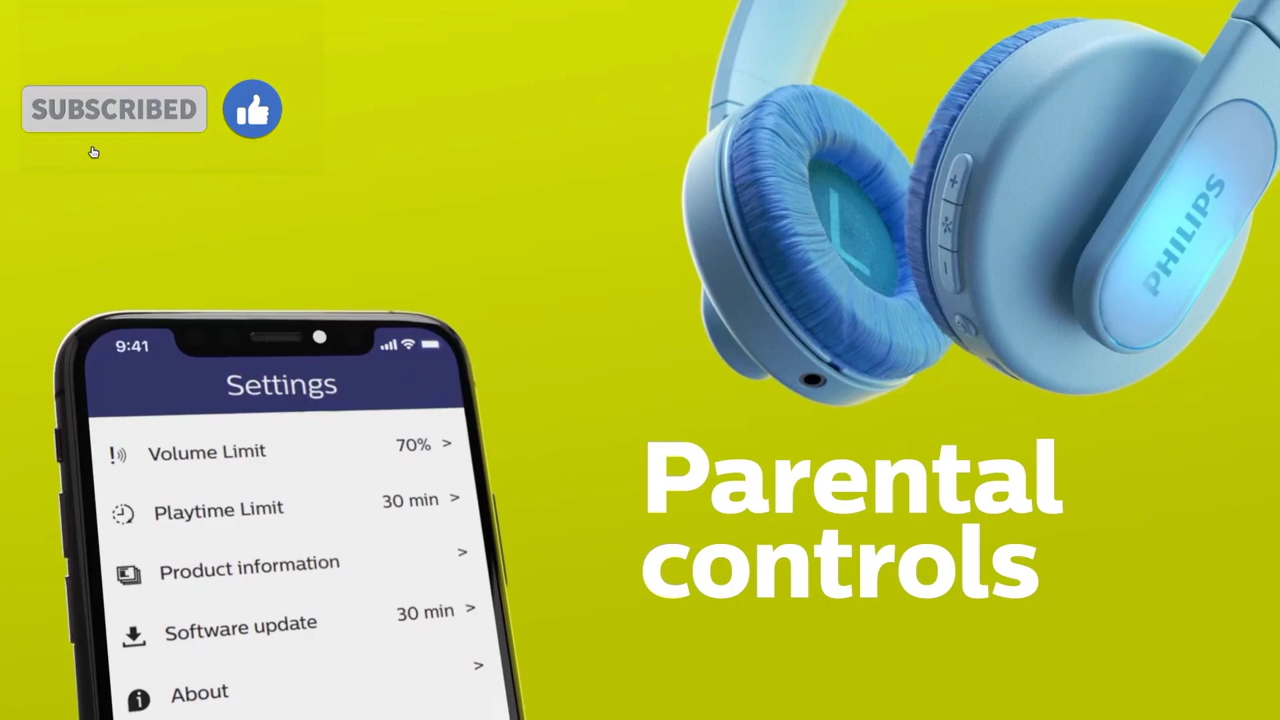 SUBSCRIBED
PHILIPS
L
9:41
Settings
Volume Limit 70% >
Playtime Limit 30 min >
Product information >
Software update 30 min >
About >
Parental
controls